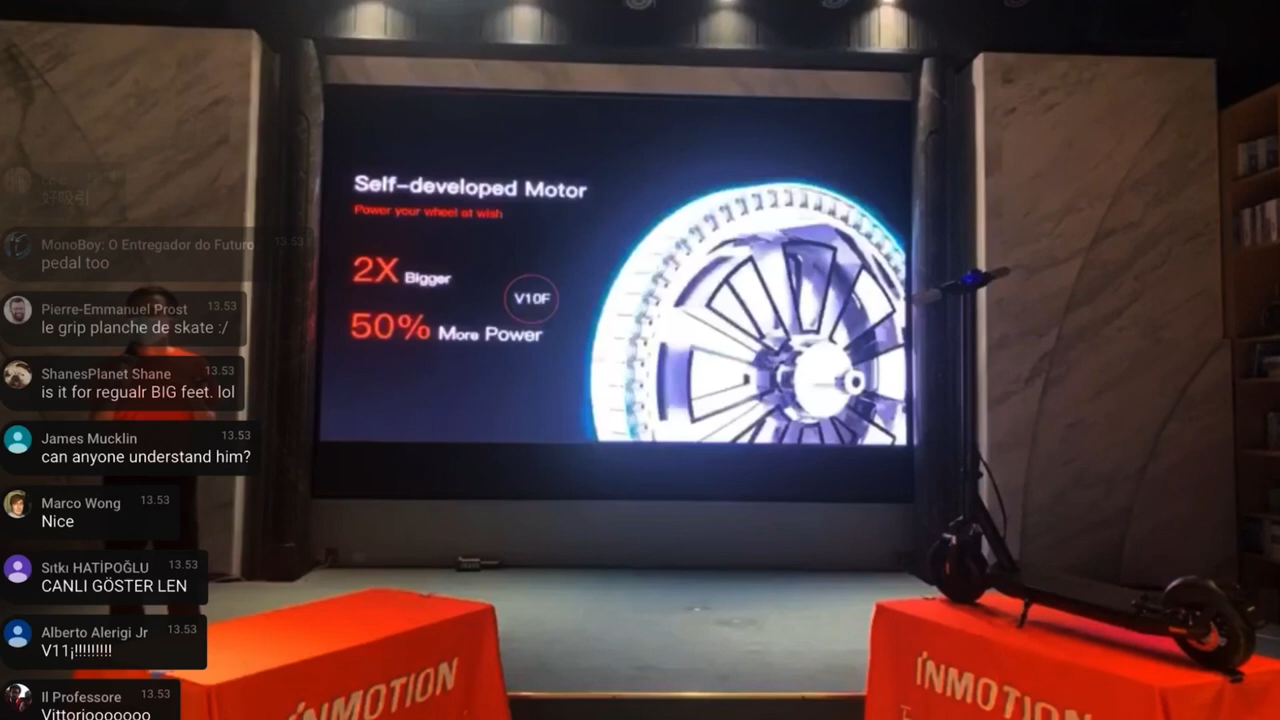 Self-developed Motor
Power your wheel at wish
2X Bigger
V10F
50% More Power
好吸引
MonoBoy: O Entregador do Futuro 13.53
pedal too
Pierre-Emmanuel Prost 13.53
le grip planche de skate :/
ShanesPlanet Shane 13.53
is it for regualr BIG feet. lol
James Mucklin 13.53
can anyone understand him?
Marco Wong 13.53
Nice
Sıtkı HATİPOĞLU 13.53
CANLI GÖSTER LEN
Alberto Alerigi Jr 13.53
V11¡!!!!!!!!!
Il Professore 13.53
Vittoriooooooo
INMOTION
INMOTION